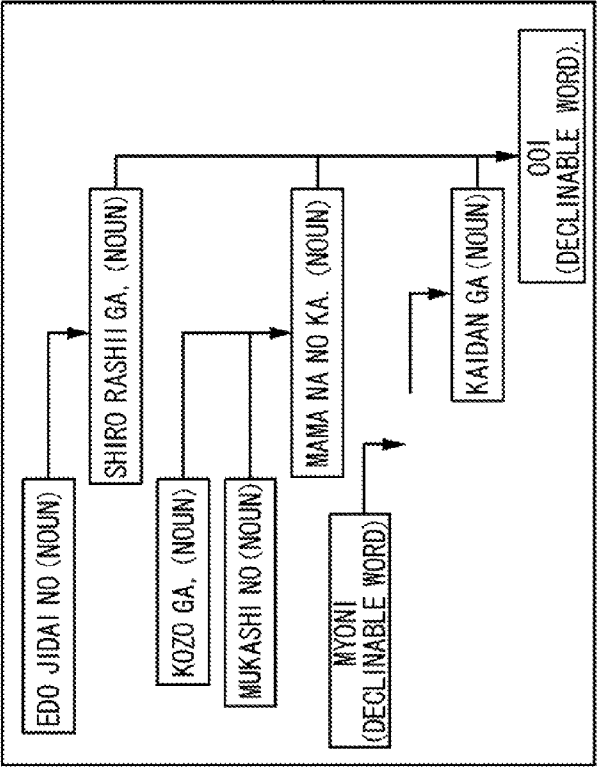 EDO JIDAI NO (NOUN)
SHIRO RASHII GA, (NOUN)
KOZO GA, (NOUN)
MUKASHI NO (NOUN)
MAMA NA NO KA. (NOUN)
MYONI
(DECLINABLE WORD)
KAIDAN GA (NOUN)
OOI
(DECLINABLE WORD).